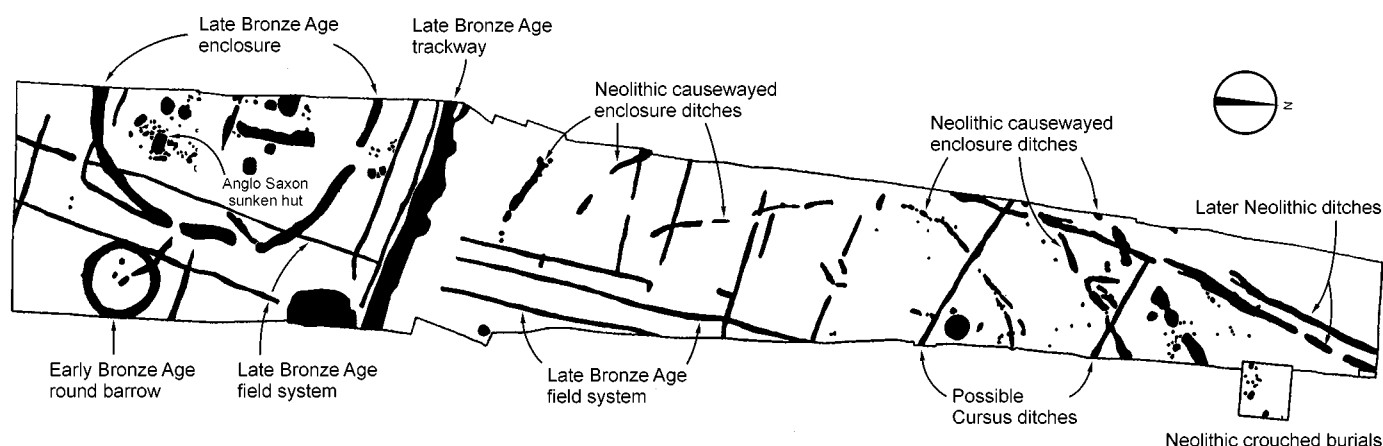 Late Bronze Age
enclosure
Late Bronze Age
trackway
Neolithic causewayed
enclosure ditches
Neolithic causewayed
enclosure ditches
N
Later Neolithic ditches
Anglo Saxon
sunken hut
Early Bronze Age
round barrow
Late Bronze Age
field system
Late Bronze Age
field system
Possible
Cursus ditches
Neolithic crouched burials